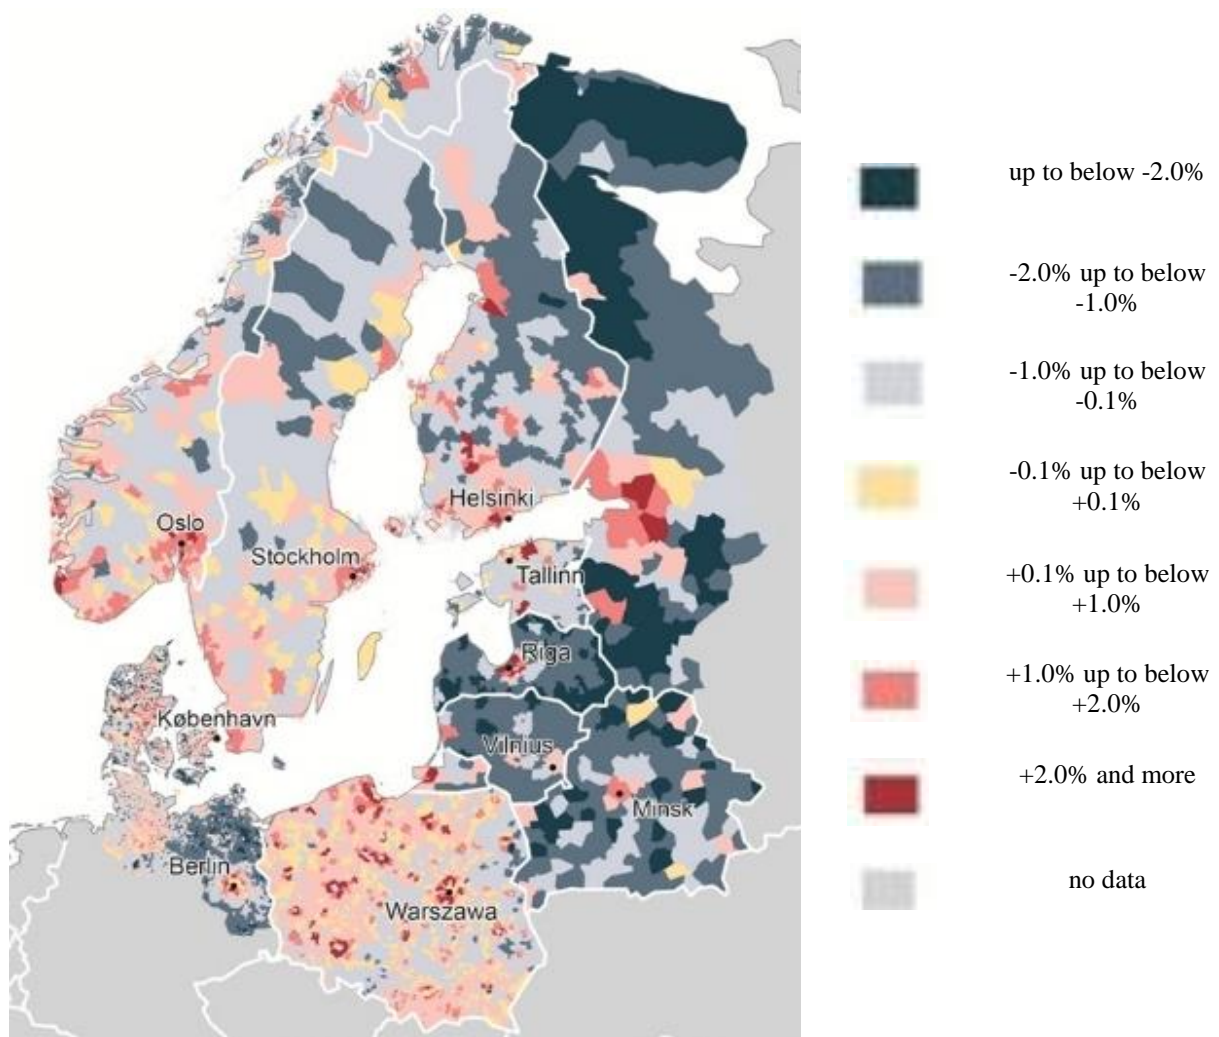 Helsinki
Oslo
Stockholm
Tallinn
Riga
København
Vilnius
Minsk
Berlin
Warszawa
up to below -2.0%
-2.0% up to below
-1.0%
-1.0% up to below
-0.1%
-0.1% up to below
+0.1%
+0.1% up to below
+1.0%
+1.0% up to below
+2.0%
+2.0% and more
no data